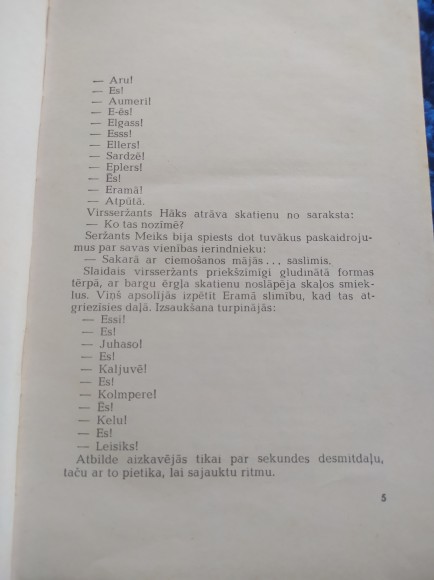 — Aru!
— Es!
— Aumeri!
— E-ēs!
— Elgass!
— Esss!
— Ellers!
— Sardzē!
— Eplers!
— Es!
— Eramā!
— Atpūtā.
Virsseržants Hāks atrāva skatienu no saraksta:
— Ko tas nozīmē?
Seržants Meiks bija spiests dot tuvākus paskaidroju-
mus par savas vienības ierindnieku:
— Sakarā ar ciemošanos mājās..., saslimis.
Slaidais virsseržants priekšzīmīgi gludinātā formas
tērpā, ar bargu ērgļa skatienu noslāpēja skaļos smiek-
lus. Viņš apsolījās izpētīt Eramā slimību, kad tas at-
griezīsies daļā. Izsaukšana turpinājās:
— Essi!
— Es!
— Juhaso!
— Es!
— Kaljuvē!
— Es!
— Kolmpere!
— Ēs!
— Kelu!
— Es!
— Leisiks!
Atbilde aizkavējās tikai par sekundes desmitdaļu,
taču ar to pietika, lai sajauktu ritmu.
5